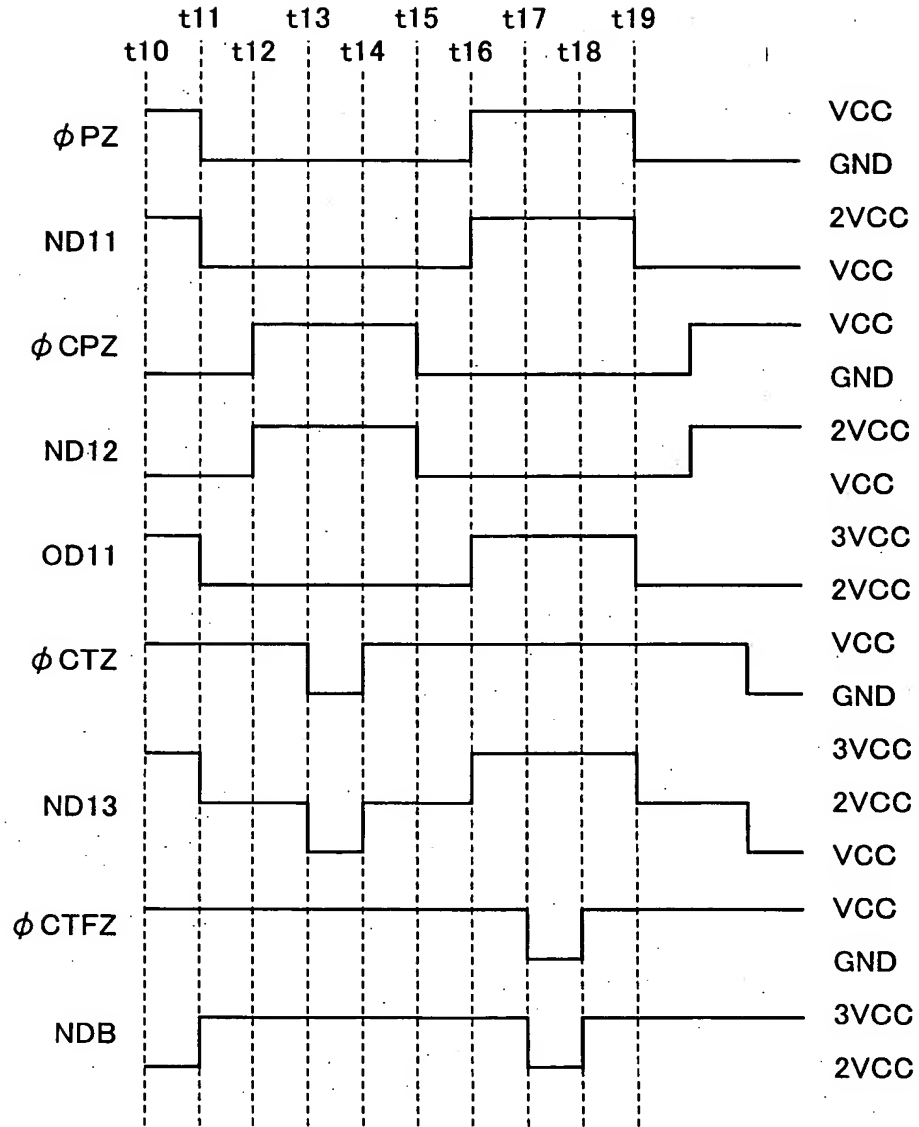 t11 t13 t15 t17 t19
t10 t12 t14 t16 t18
φPZ VCC
GND
ND11 2VCC
VCC
φCPZ VCC
GND
ND12 2VCC
VCC
OD11 3VCC
2VCC
φCTZ VCC
GND
ND13 3VCC
2VCC
VCC
φCTFZ VCC
GND
NDB 3VCC
2VCC